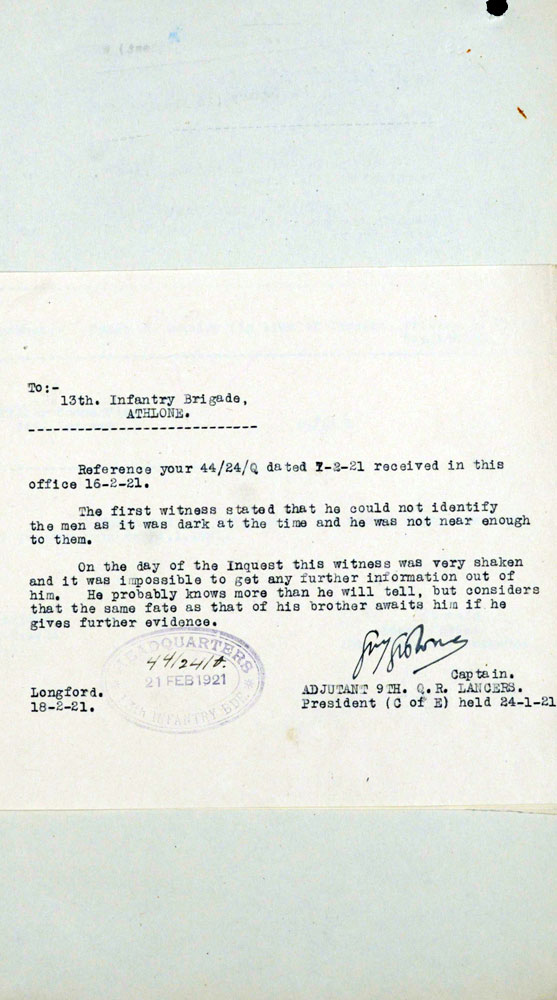 To:-
13th. Infantry Brigade,
ATHLONE.
Reference your 44/24/Q dated 7-2-21 received in this
office 16-2-21.
The first witness stated that he could not identify
the men as it was dark at the time and he was not near enough
to them.
On the day of the Inquest this witness was very shaken
and it was impossible to get any further information out of
him. He probably knows more than he will tell, but considers
that the same fate as that of his brother awaits him if he
gives further evidence.
HEADQUARTERS
44/24/
21 FEB 1921
INFANTRY BDE.
Longford.
18-2-21.
Captain.
ADJUTANT 9TH. Q.R. LANCERS.
President (C of E) held 24-1-21